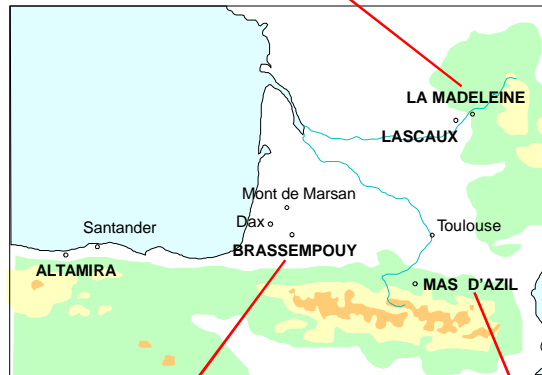 LA MADELEINE
LASCAUX
Mont de Marsan
Santander
Dax
Toulouse
BRASSEMPOUY
ALTAMIRA
MAS D'AZIL